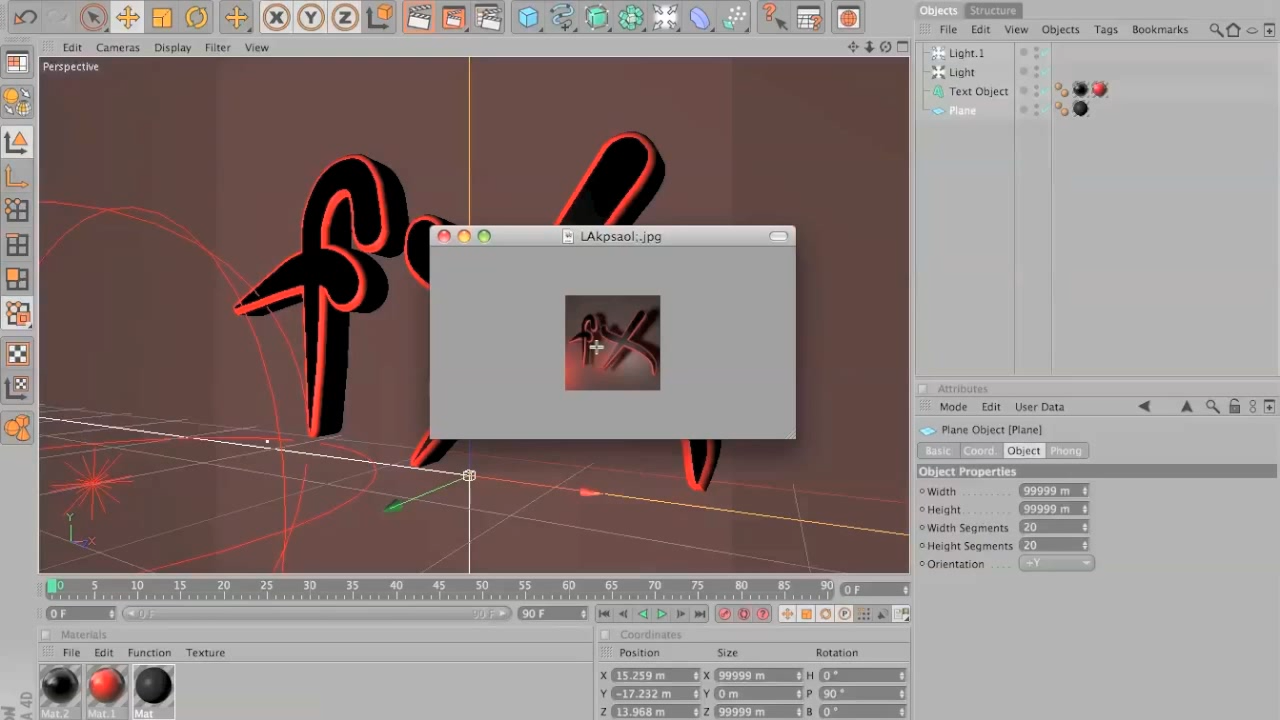 Objects Structure
Edit Cameras Display Filter View
File Edit View Objects Tags Bookmarks
Perspective
Light.1
Light
Text Object
Plane
fix
LAkpsaol;.jpg
fix
Attributes
Mode Edit User Data
Plane Object [Plane]
Basic Coord. Object Phong
Object Properties
Width 99999 m
Height 99999 m
Width Segments 20
Height Segments 20
Orientation +Y
Y
X
0 5 10 15 20 25 30 35 40 45 50 55 60 65 70 75 80 85 90 0 F
0 F 0 F 90 F 90 F
Materials
File Edit Function Texture
Mat.2 Mat.1 Mat
Coordinates
Position Size Rotation
X 15.259 m X 99999 m H 0 °
Y -17.232 m Y 0 m P 90 °
Z 13.968 m Z 99999 m B 0 °